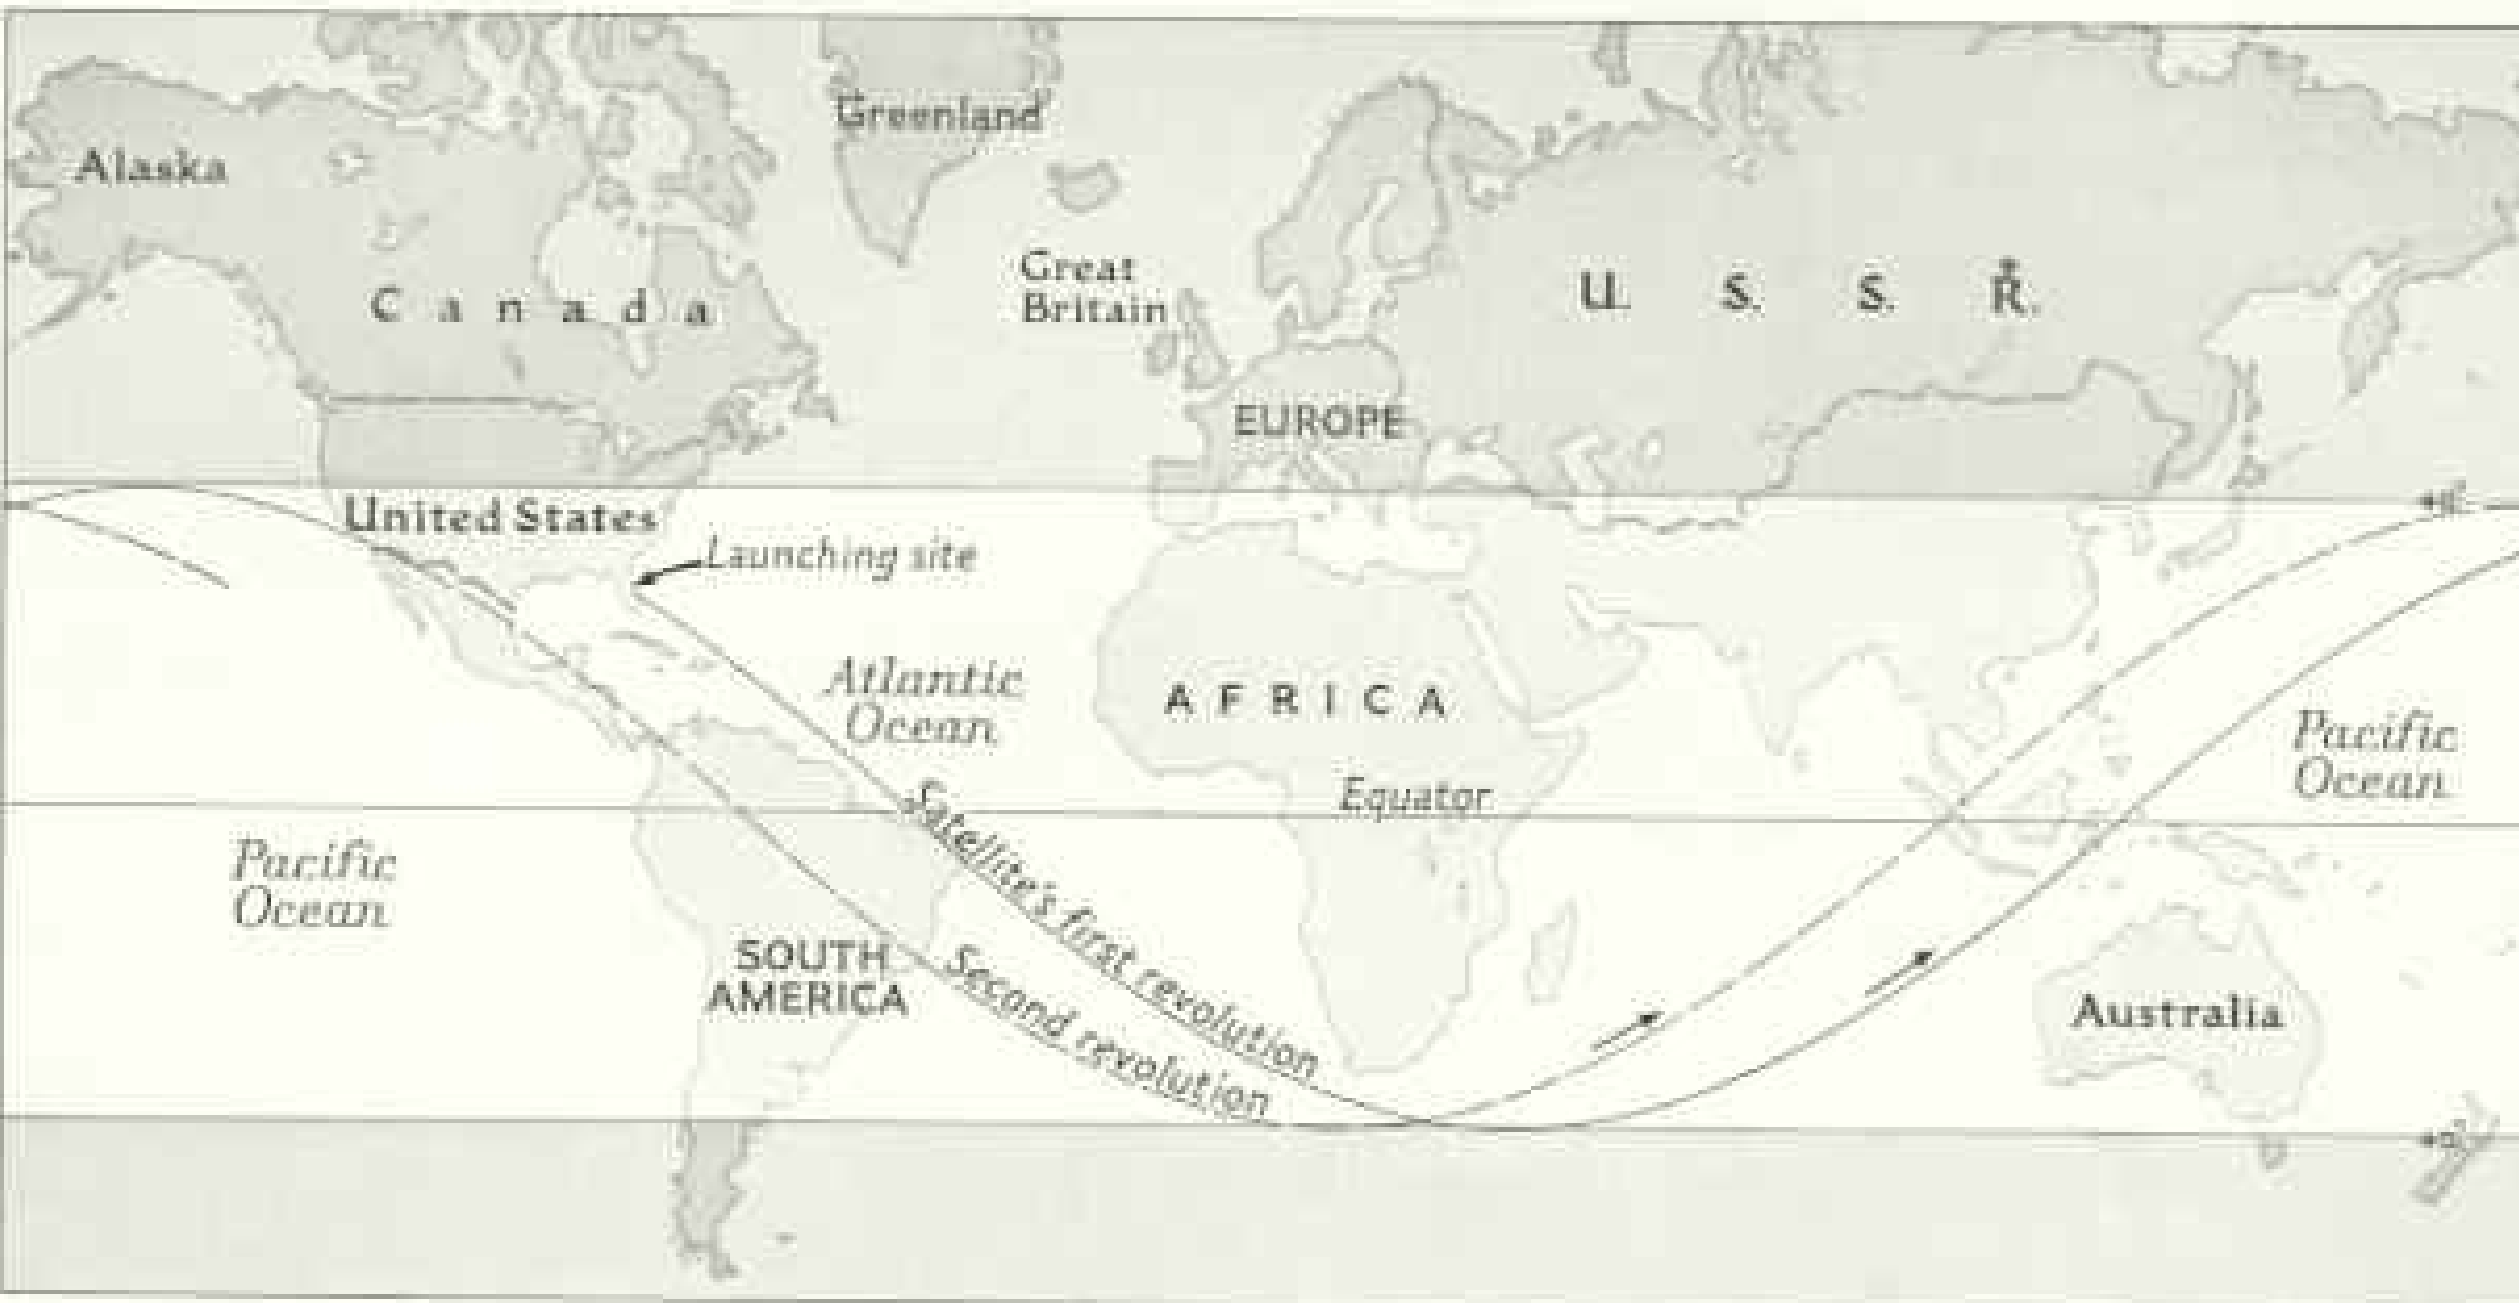 Greenland
Alaska
Great
Britain
Canada
U. S. S. R.
EUROPE
United States
Launching site
Atlantic
Ocean
AFRICA
Pacific
Ocean
Equator
Satellite's first revolution
Pacific
Ocean
SOUTH
AMERICA
Second revolution
Australia